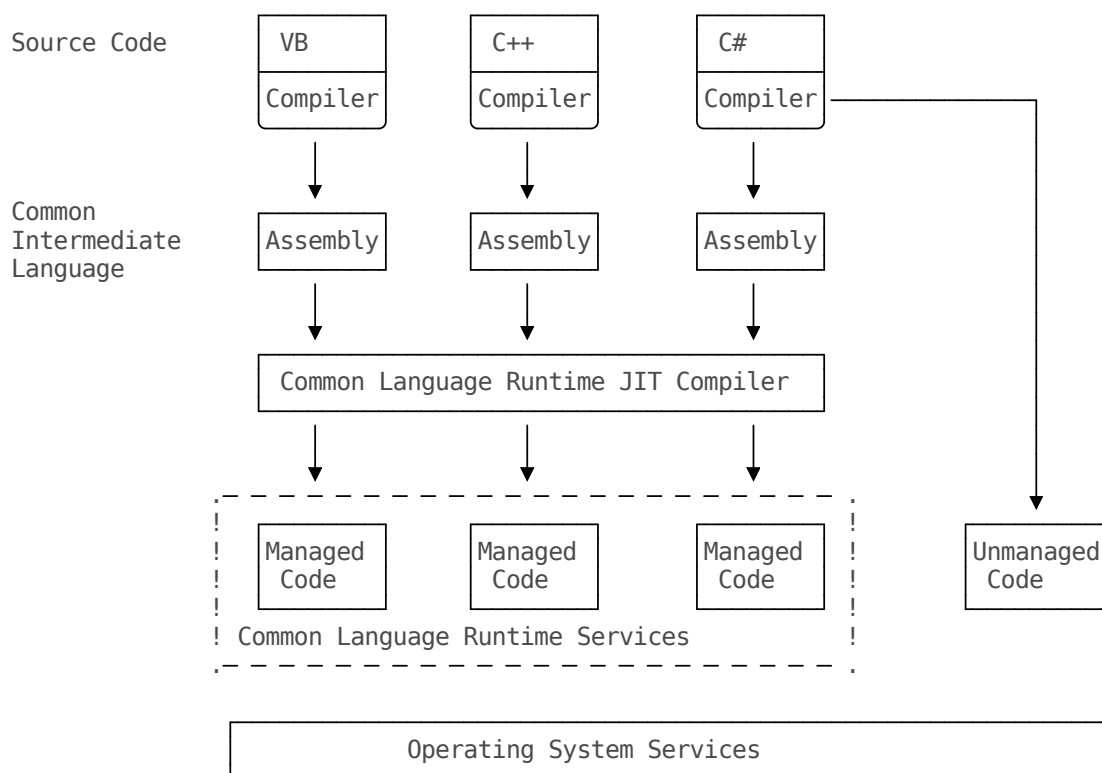 Source Code VB C++ C#
Compiler Compiler Compiler
Common
Intermediate
Language
Assembly Assembly Assembly
Common Language Runtime JIT Compiler
Managed Managed Managed Unmanaged
Code Code Code Code
Common Language Runtime Services
Operating System Services